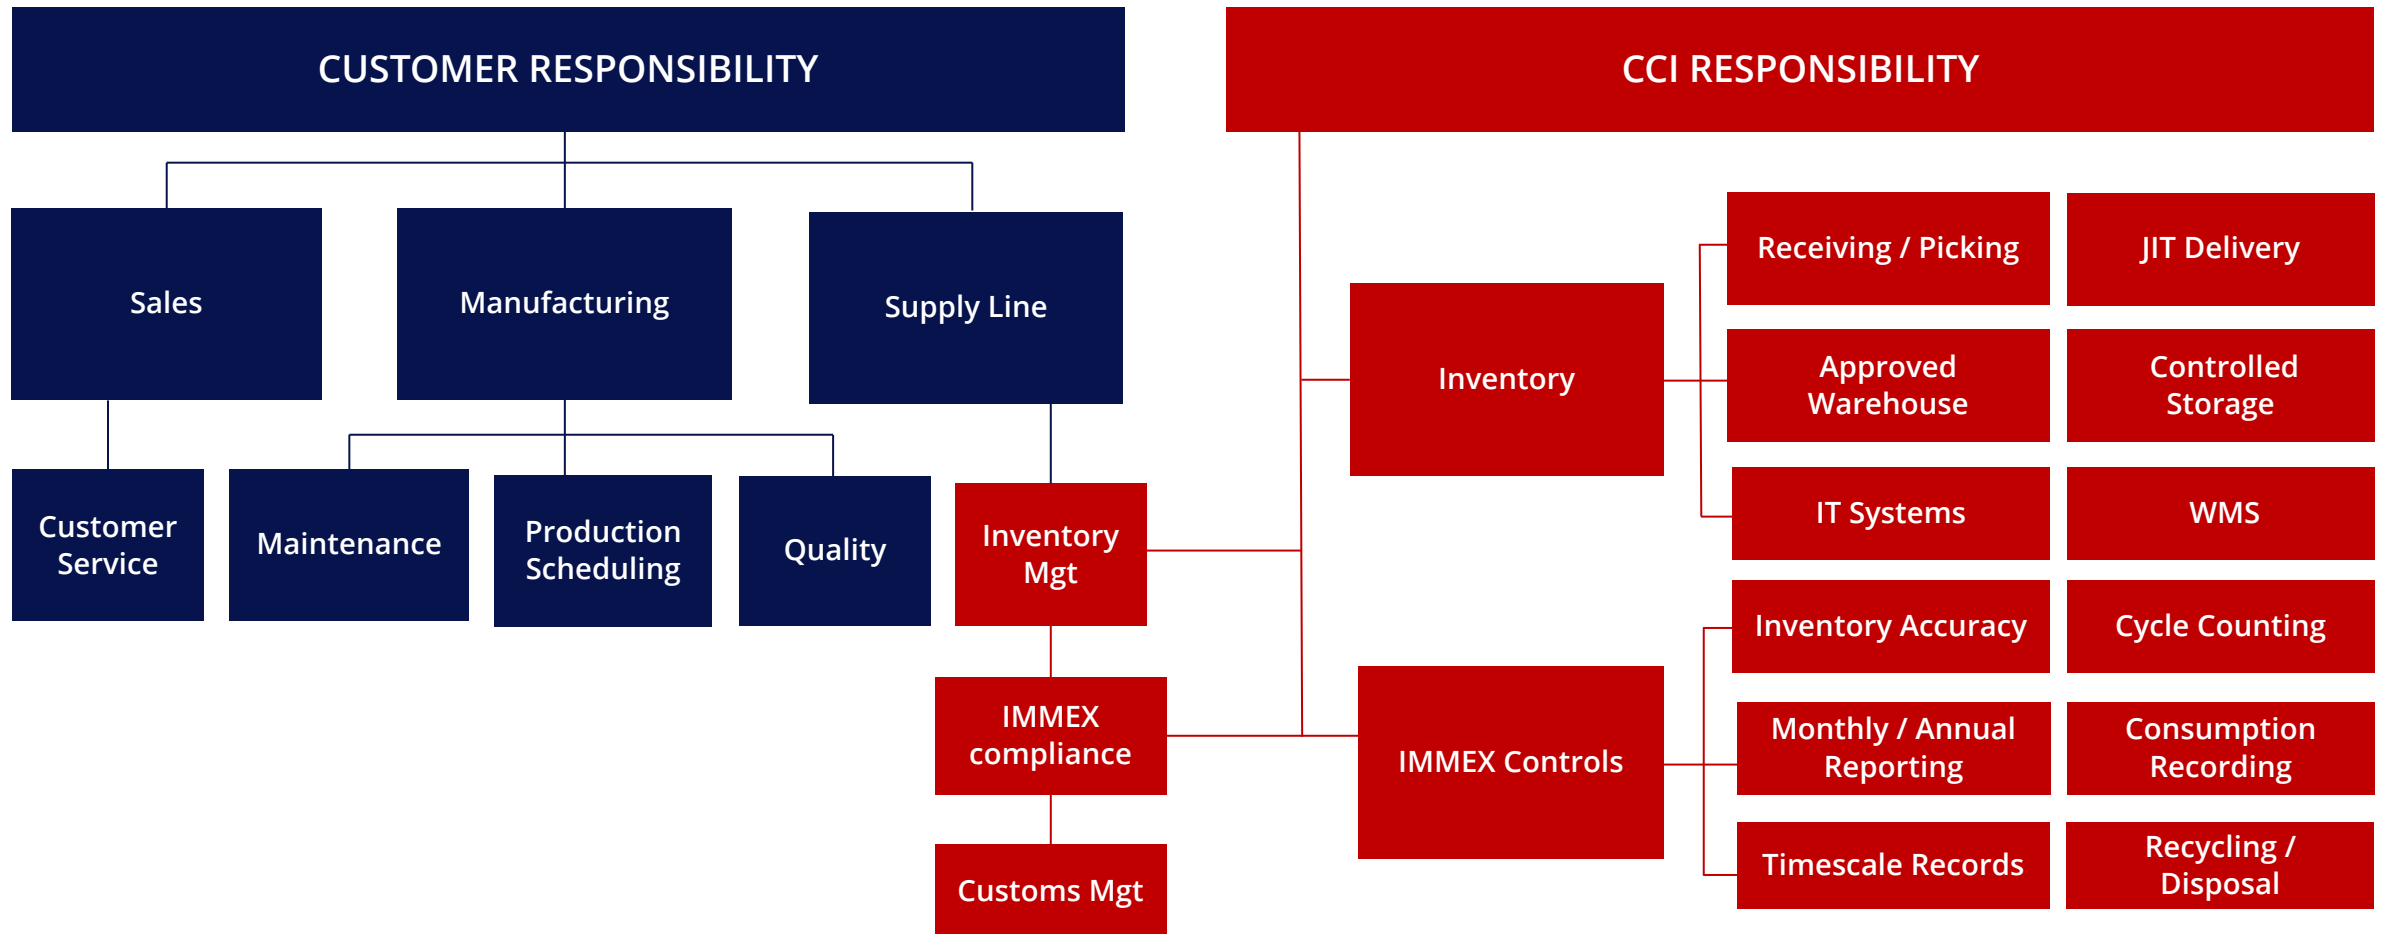 CUSTOMER RESPONSIBILITY
CCI RESPONSIBILITY
Sales
Manufacturing
Supply Line
Customer
Service
Maintenance
Production
Scheduling
Quality
Inventory
Mgt
IMMEX
compliance
Customs Mgt
Inventory
Receiving / Picking
JIT Delivery
Approved
Warehouse
Controlled
Storage
IT Systems
WMS
IMMEX Controls
Inventory Accuracy
Cycle Counting
Monthly / Annual
Reporting
Consumption
Recording
Timescale Records
Recycling /
Disposal